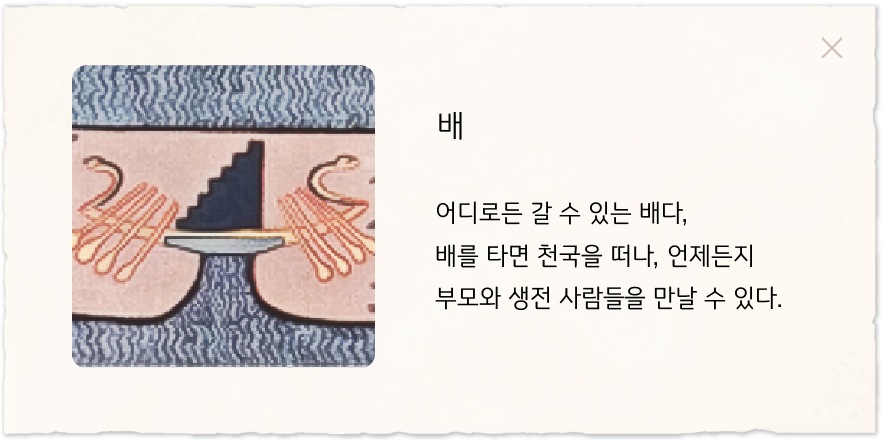 배
어디로든 갈 수 있는 배다,
배를 타면 천국을 떠나, 언제든지
부모와 생전 사람들을 만날 수 있다.